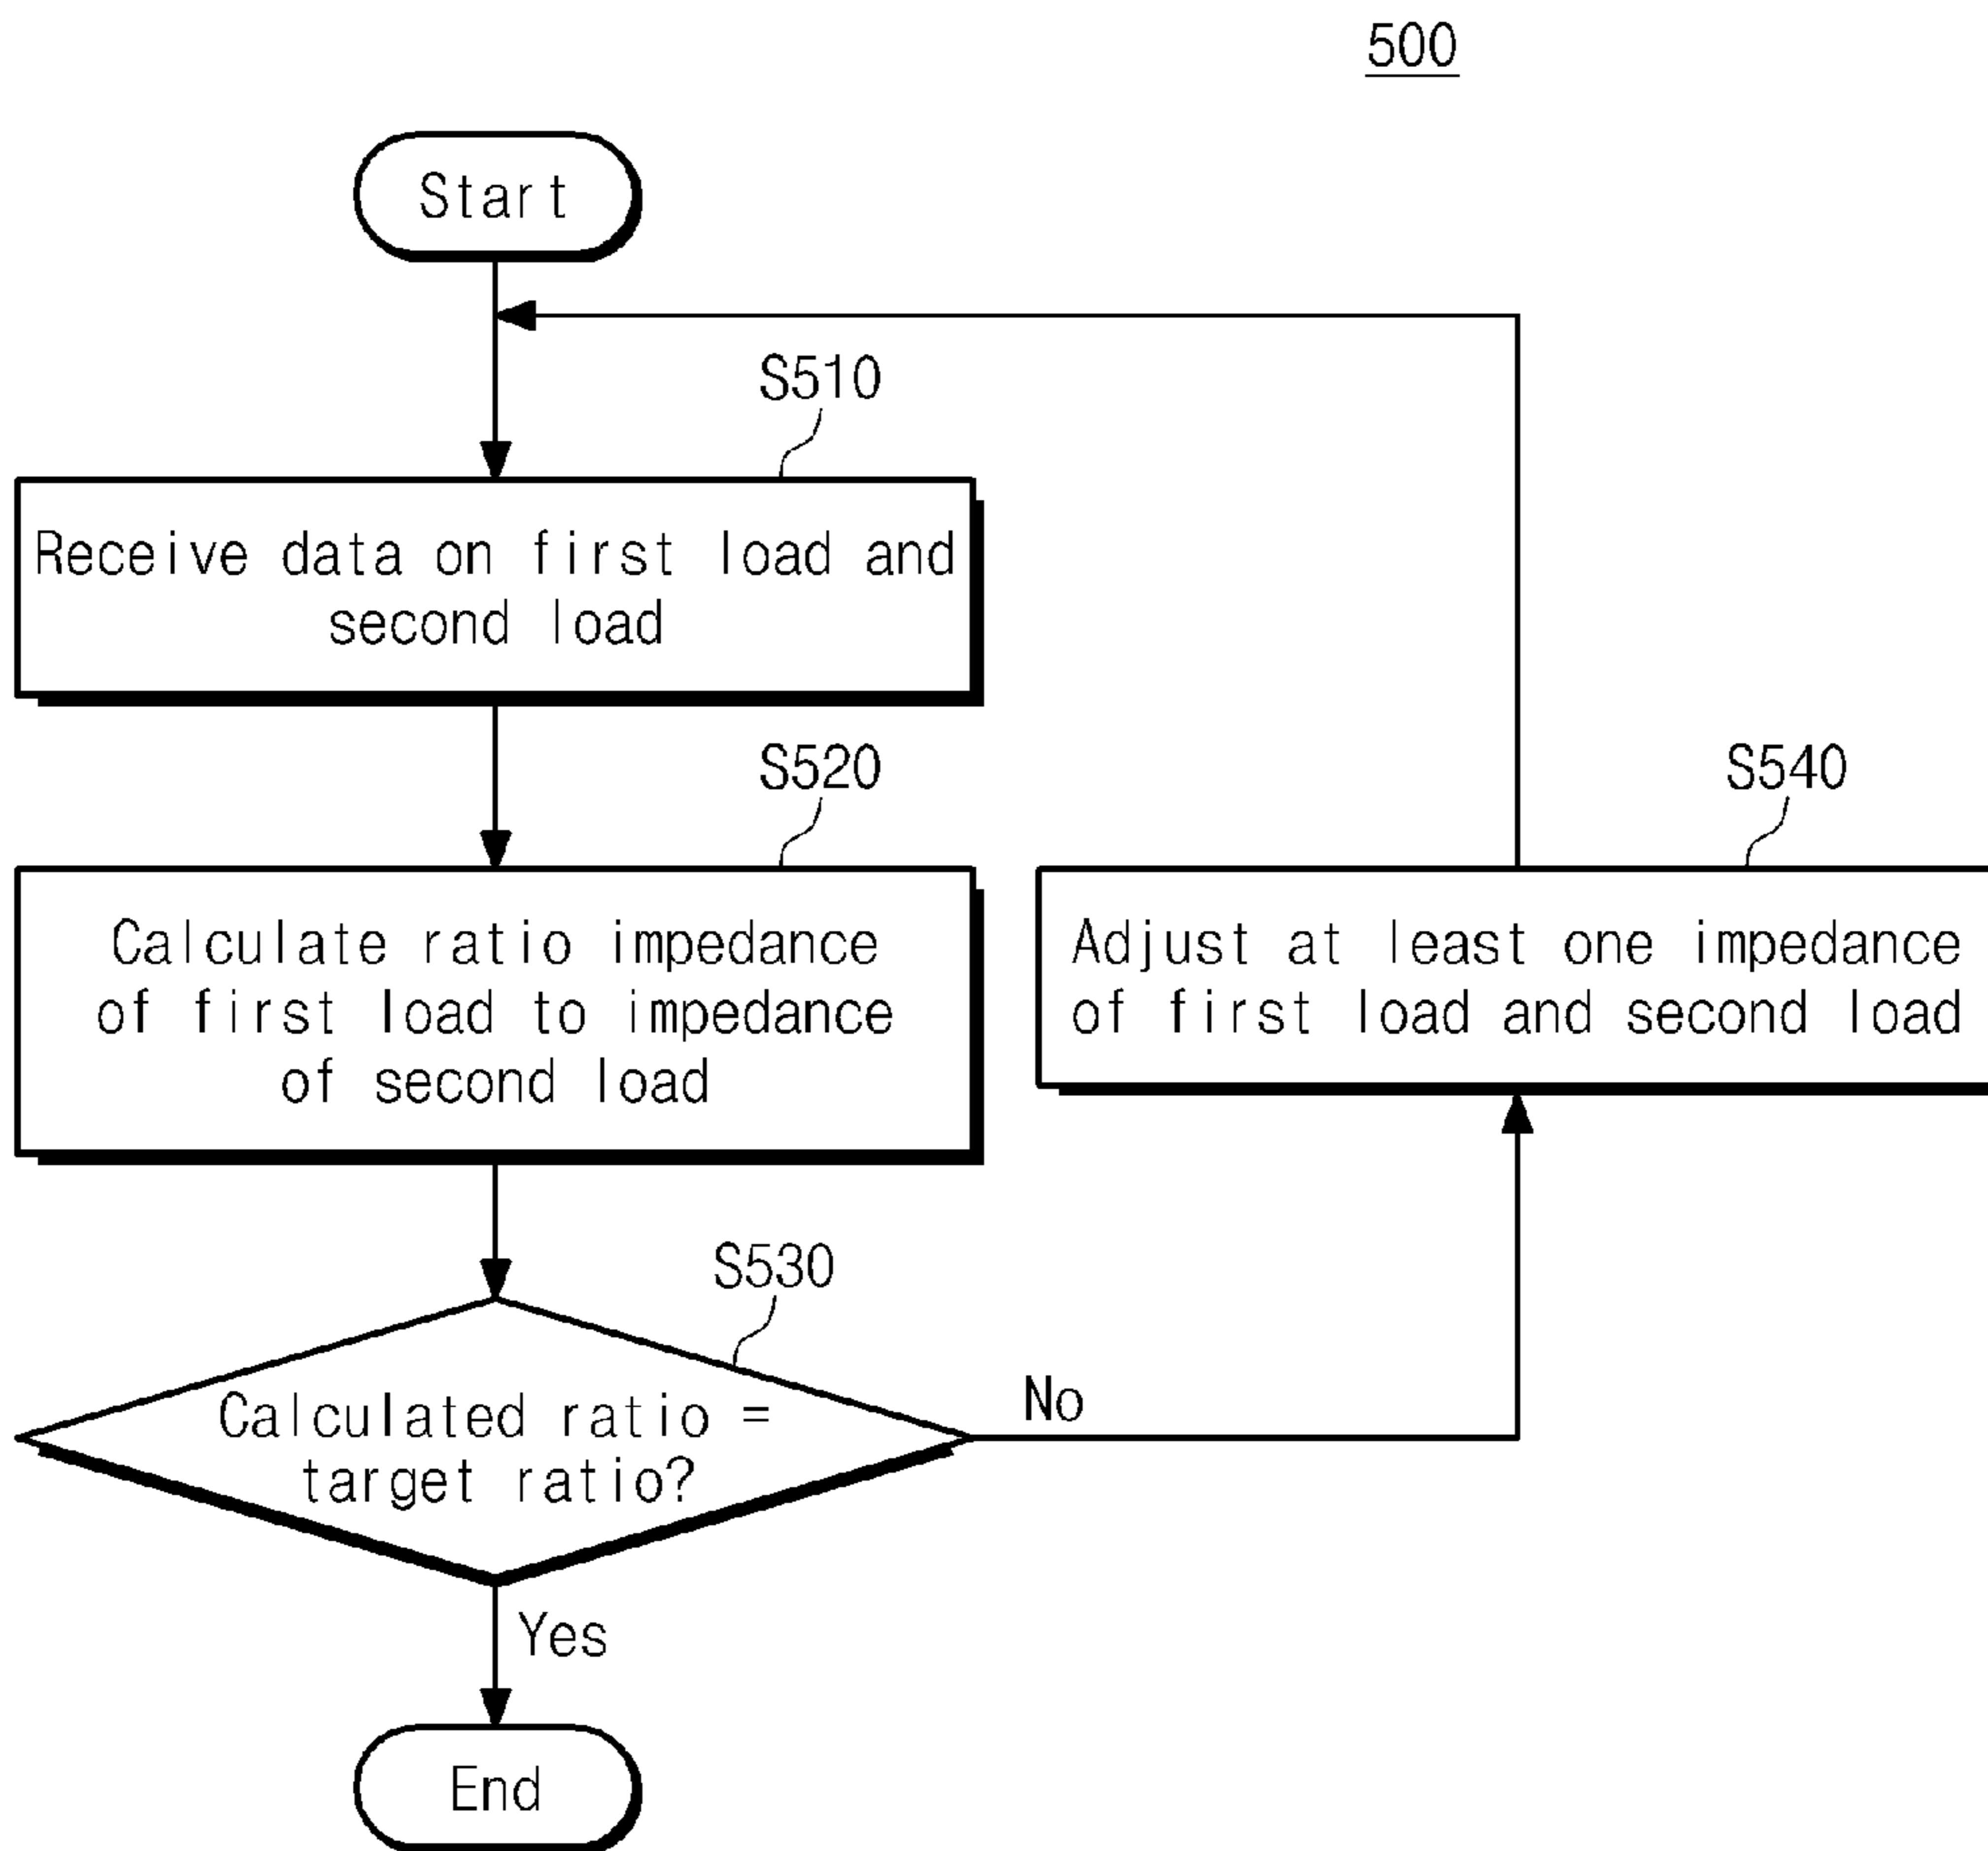 500
Start
S510
Receive data on first load and
second load
S520
Calculate ratio impedance
of first load to impedance
of second load
S540
Adjust at least one impedance
of first load and second load
S530
Calculated ratio =
target ratio?
No
Yes
End